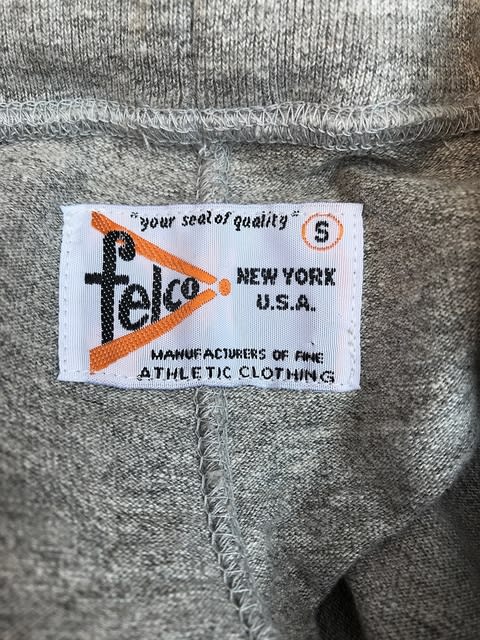 "your seal of quality"
S
felco
NEW YORK
U.S.A.
MANUFACTURERS OF FINE
ATHLETIC CLOTHING